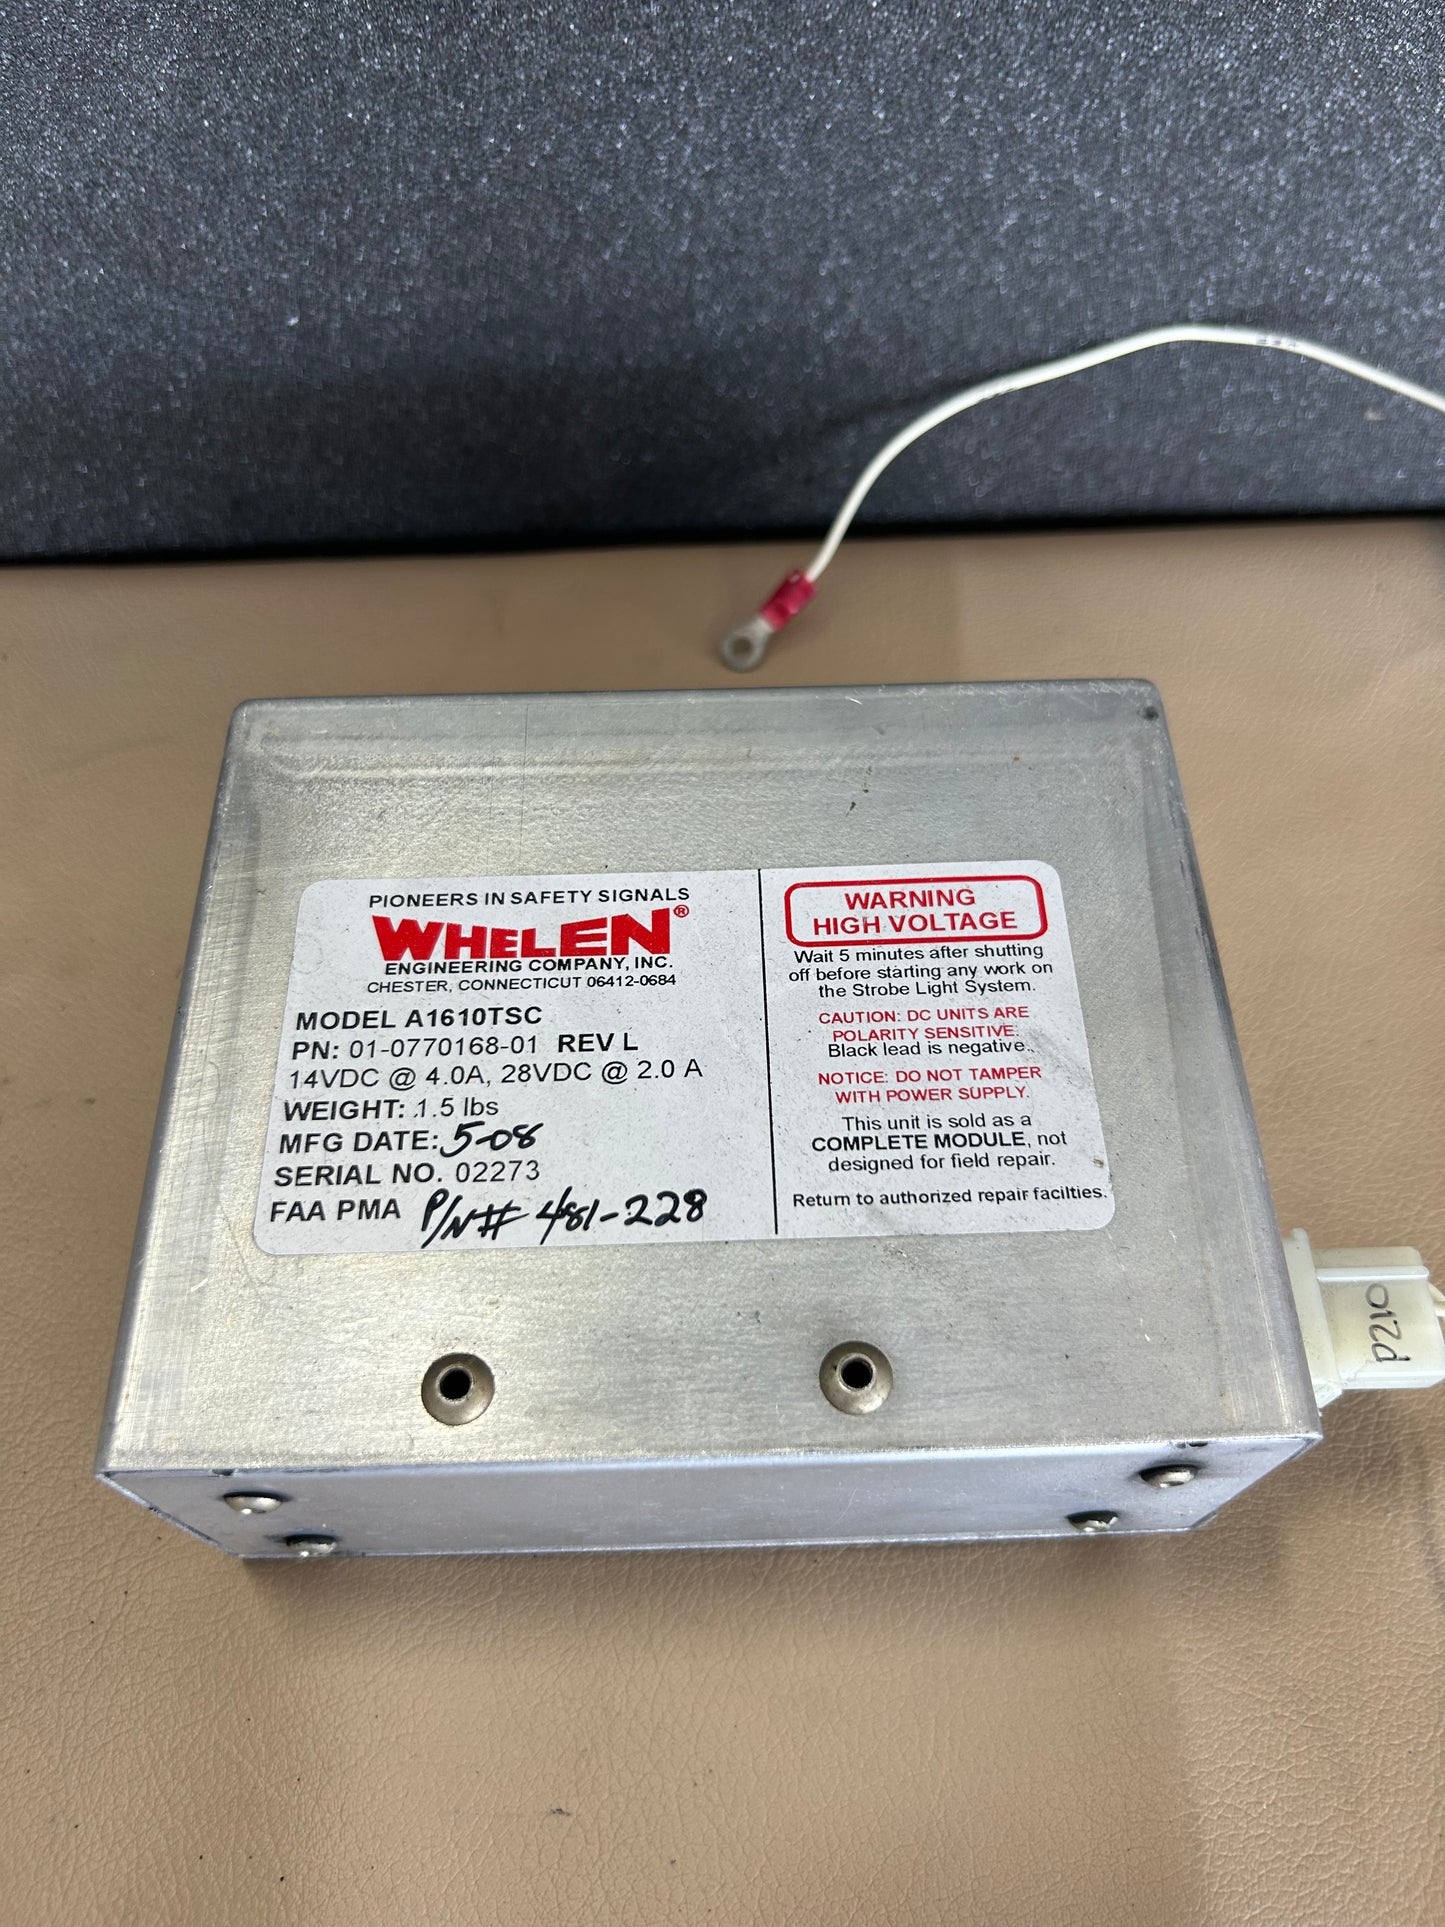 PIONEERS IN SAFETY SIGNALS
WHELEN®
ENGINEERING COMPANY, INC.
CHESTER, CONNECTICUT 06412-0684
MODEL A1610TSC
PN: 01-0770168-01 REV L
14VDC @ 4.0A, 28VDC @ 2.0 A
WEIGHT: 1.5 lbs
MFG DATE: 5-08
SERIAL NO. 02273
FAA PMA P/N# 481-228
WARNING
HIGH VOLTAGE
Wait 5 minutes after shutting
off before starting any work on
the Strobe Light System.
CAUTION: DC UNITS ARE
POLARITY SENSITIVE.
Black lead is negative.
NOTICE: DO NOT TAMPER
WITH POWER SUPPLY.
This unit is sold as a
COMPLETE MODULE, not
designed for field repair.
Return to authorized repair facilties.
P210